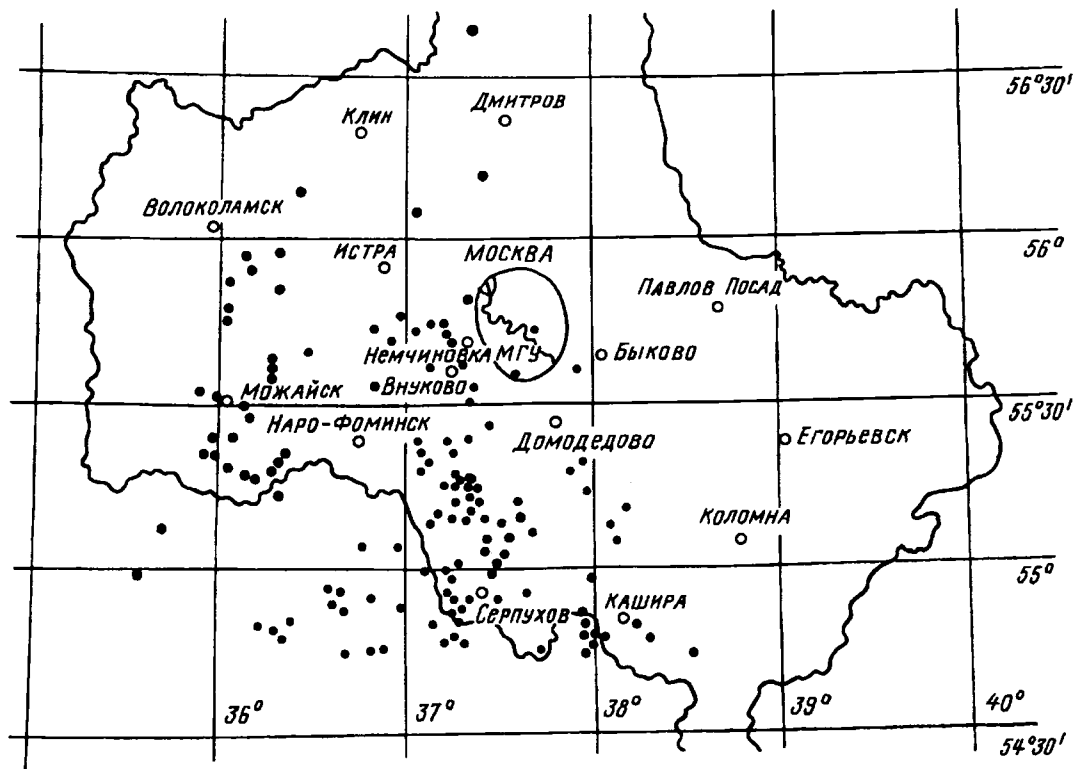 56°30'
Дмитров
Клин
Волоколамск
56°
Истра
МОСКВА
Павлов Посад
Немчиновка МГУ
Быково
Внуково
Можайск
55°30'
Наро-Фоминск
Домодедово
Егорьевск
Коломна
55°
Серпухов
Кашира
36°
37°
38°
39°
40°
54°30'